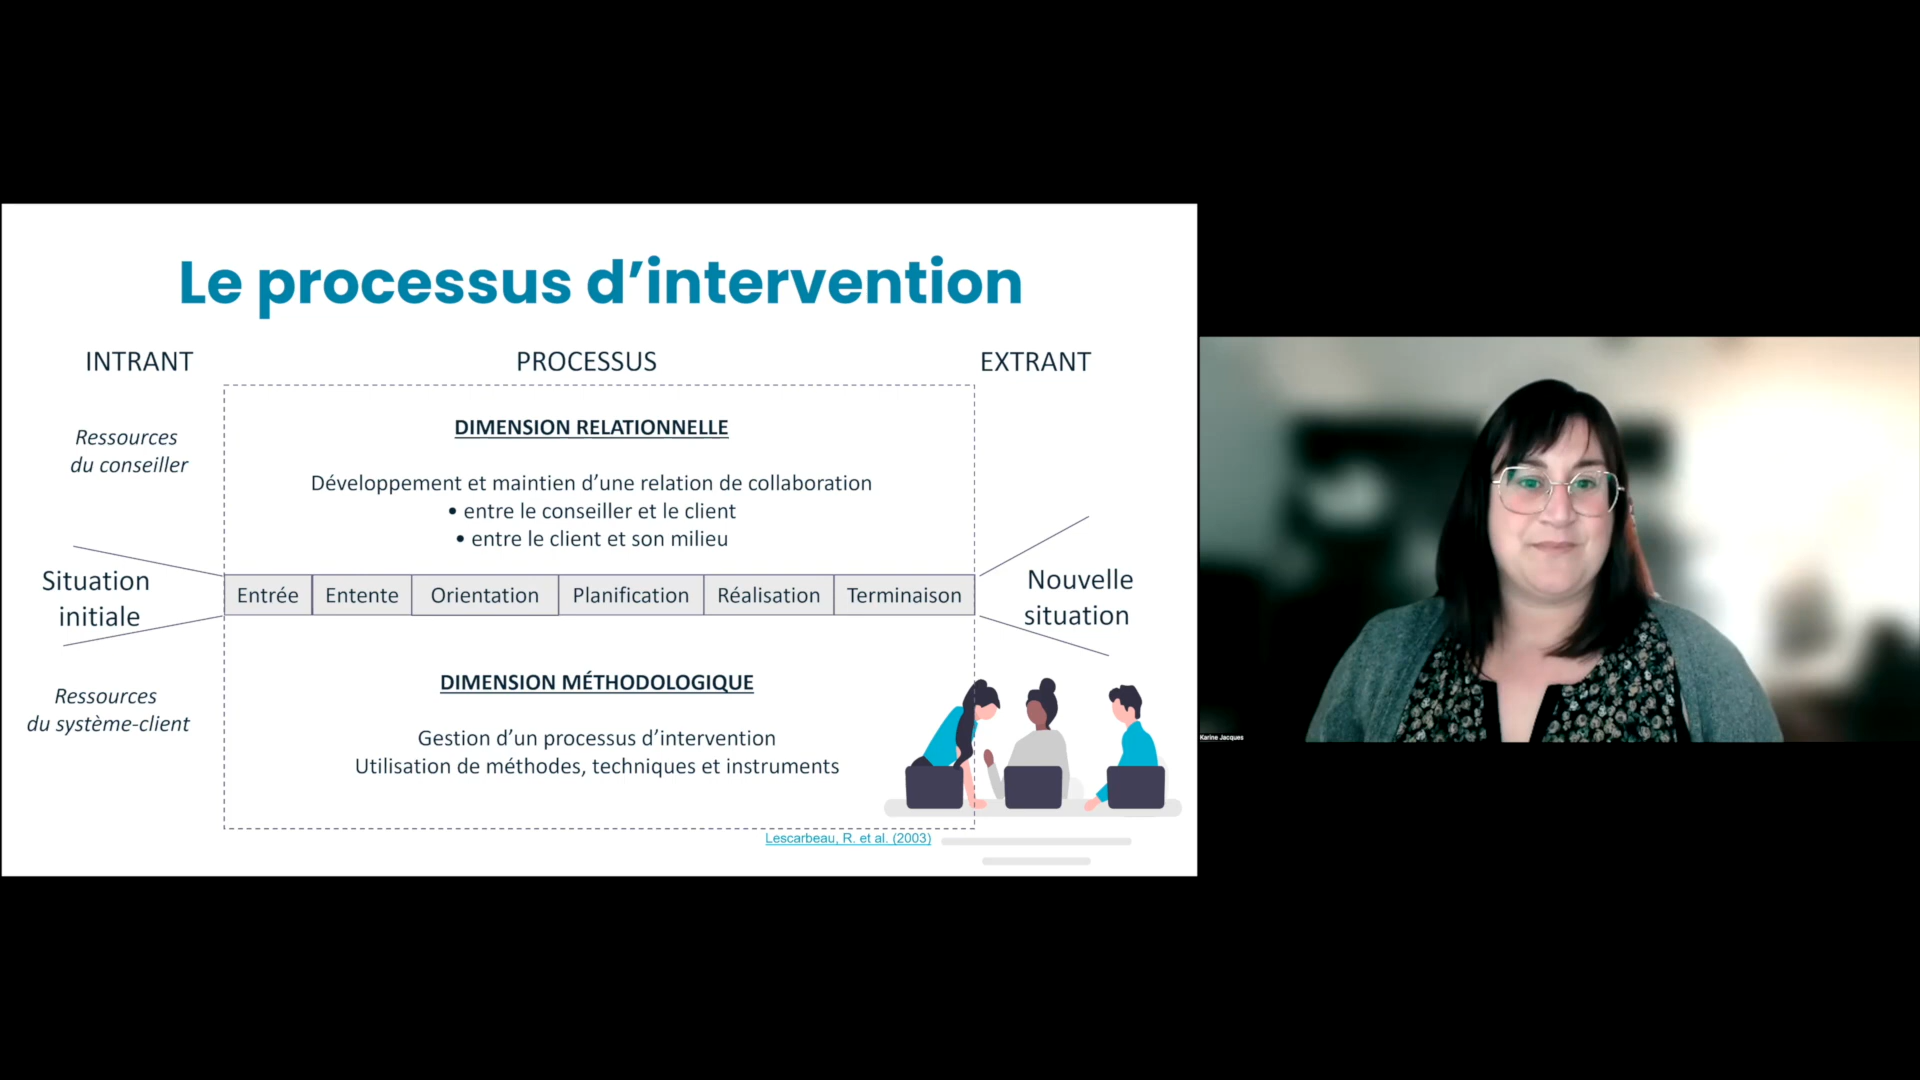 Le processus d’intervention
INTRANT
PROCESSUS
EXTRANT
Ressources
du conseiller
DIMENSION RELATIONNELLE
Développement et maintien d’une relation de collaboration
• entre le conseiller et le client
• entre le client et son milieu
Situation
initiale
Entrée
Entente
Orientation
Planification
Réalisation
Terminaison
Nouvelle
situation
Ressources
du système-client
DIMENSION MÉTHODOLOGIQUE
Gestion d’un processus d’intervention
Utilisation de méthodes, techniques et instruments
Lescarbeau, R. et al. (2003)
Karine Jacques